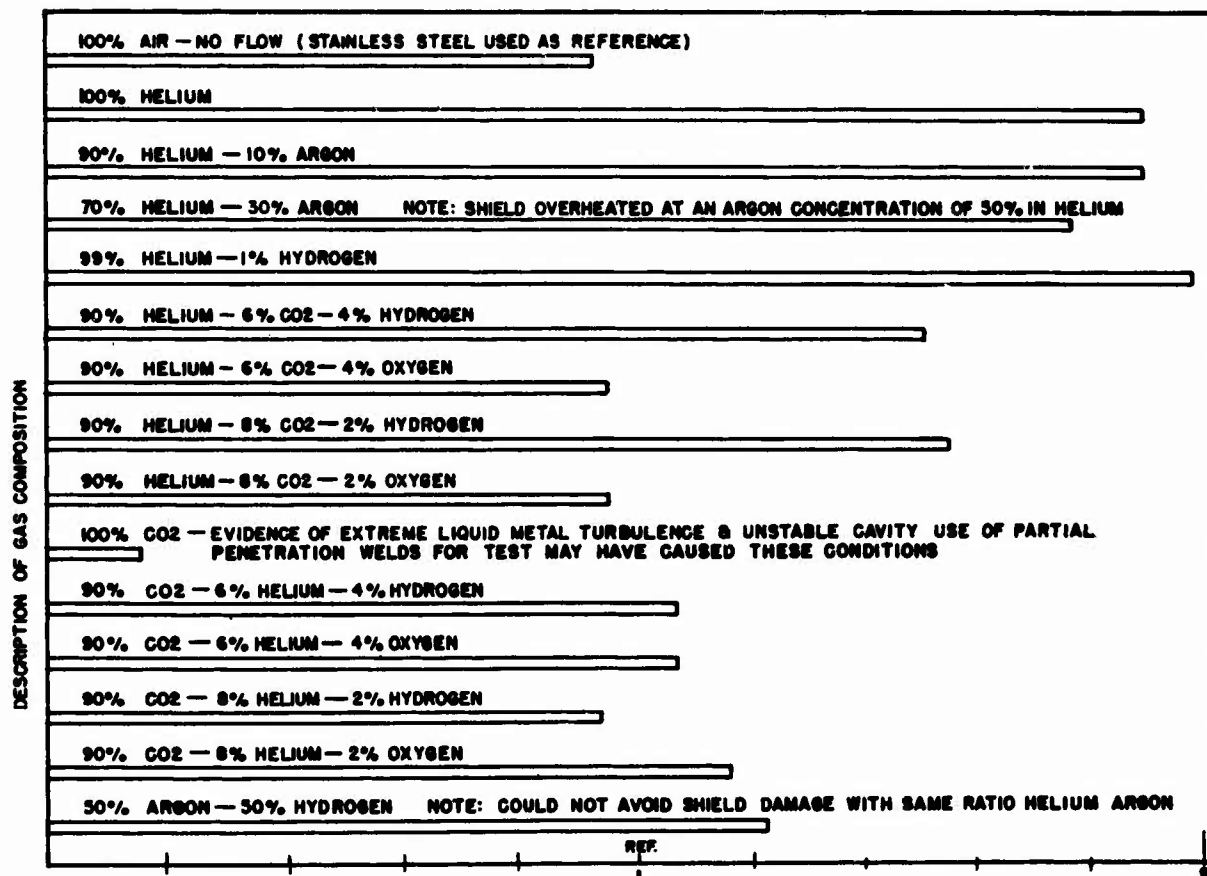 100% AIR — NO FLOW (STAINLESS STEEL USED AS REFERENCE)
100% HELIUM
90% HELIUM — 10% ARGON
70% HELIUM — 30% ARGON NOTE: SHIELD OVERHEATED AT AN ARGON CONCENTRATION OF 50% IN HELIUM
99% HELIUM — 1% HYDROGEN
90% HELIUM — 6% CO2 — 4% HYDROGEN
90% HELIUM — 6% CO2 — 4% OXYGEN
90% HELIUM — 8% CO2 — 2% HYDROGEN
90% HELIUM — 8% CO2 — 2% OXYGEN
100% CO2 — EVIDENCE OF EXTREME LIQUID METAL TURBULENCE & UNSTABLE CAVITY USE OF PARTIAL
PENETRATION WELDS FOR TEST MAY HAVE CAUSED THESE CONDITIONS
90% CO2 — 6% HELIUM — 4% HYDROGEN
90% CO2 — 6% HELIUM — 4% OXYGEN
90% CO2 — 8% HELIUM — 2% HYDROGEN
90% CO2 — 8% HELIUM — 2% OXYGEN
50% ARGON — 50% HYDROGEN NOTE: COULD NOT AVOID SHIELD DAMAGE WITH SAME RATIO HELIUM ARGON
REF.
DESCRIPTION OF GAS COMPOSITION